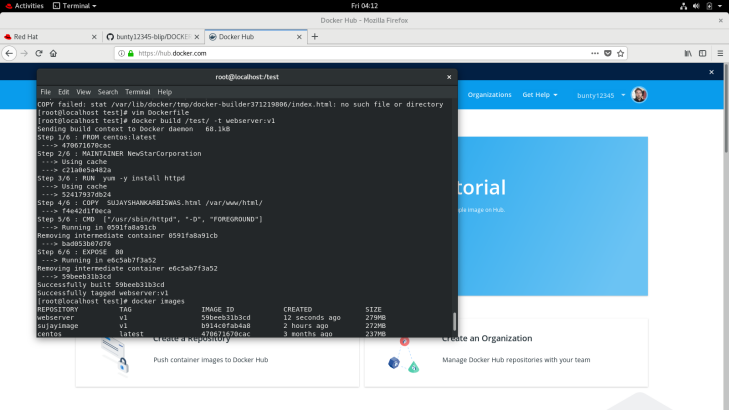 Activities
Terminal
Fri 04:12
Docker Hub - Mozilla Firefox
Red Hat
bunty12345-blip/DOCKER
Docker Hub
https://hub.docker.com
root@localhost:/test
File Edit View Search Terminal Help
COPY failed: stat /var/lib/docker/tmp/docker-builder371219806/index.html: no such file or directory
[root@localhost test]# vim Dockerfile
[root@localhost test]# docker build /test/ -t webserver:v1
Sending build context to Docker daemon 68.1kB
Step 1/6 : FROM centos:latest
---> 470671670cac
Step 2/6 : MAINTAINER NewStarCorporation
---> Using cache
---> c21a0e5a482a
Step 3/6 : RUN yum -y install httpd
---> Using cache
---> 52417937db24
Step 4/6 : COPY SUJAYSHANKARBISWAS.html /var/www/html/
---> f4e42d1f0eca
Step 5/6 : CMD ["/usr/sbin/httpd", "-D", "FOREGROUND"]
---> Running in 0591fa8a91cb
Removing intermediate container 0591fa8a91cb
---> bad053b07d76
Step 6/6 : EXPOSE 80
---> Running in e6c5ab7f3a52
Removing intermediate container e6c5ab7f3a52
---> 59beeb31b3cd
Successfully built 59beeb31b3cd
Successfully tagged webserver:v1
[root@localhost test]# docker images
REPOSITORY TAG IMAGE ID CREATED SIZE
webserver v1 59beeb31b3cd 12 seconds ago 279MB
sujayimage v1 b914c0fab4a8 2 hours ago 272MB
centos latest 470671670cac 3 months ago 237MB
Organizations
Get Help
bunty12345
torial
ple image on Hub.
Create a Repository
Push container images to Docker Hub
Create an Organization
Manage Docker Hub repositories with your team